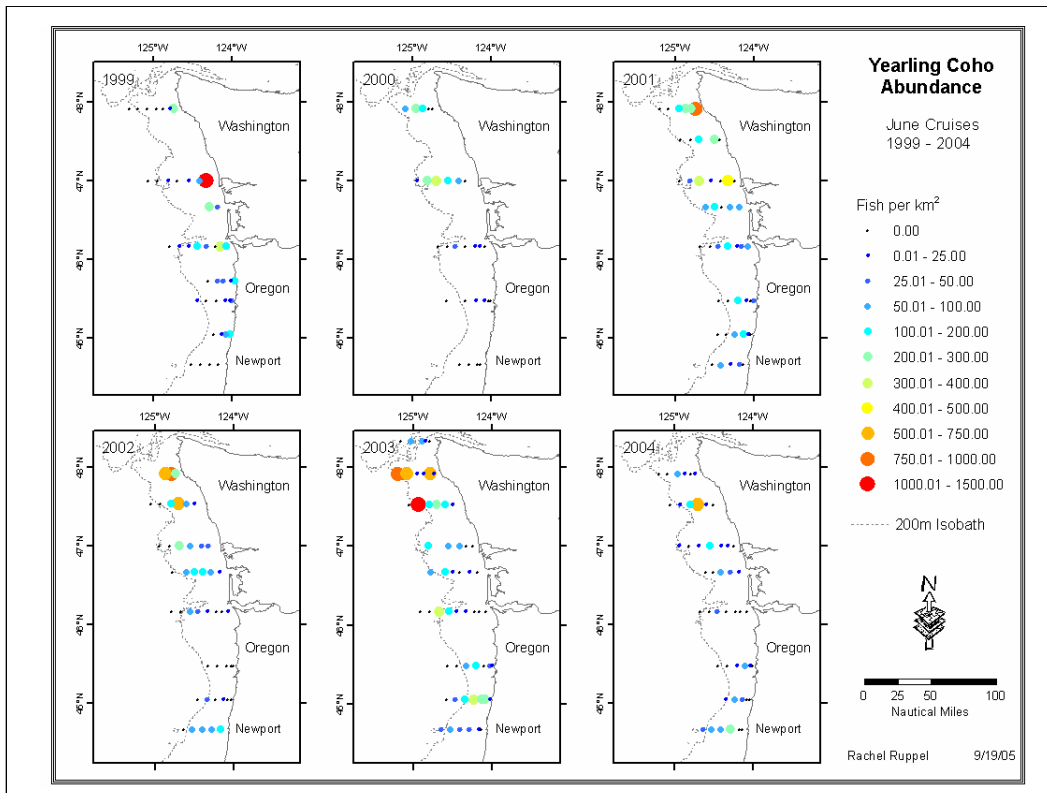 125°W 124°W 125°W 124°W 125°W 124°W
1999
Washington
Oregon
Newport
48°N
47°N
46°N
45°N
2000
Washington
Oregon
Newport
48°N
47°N
46°N
45°N
2001
Washington
Oregon
Newport
48°N
47°N
46°N
45°N
125°W 124°W 125°W 124°W 125°W 124°W
2002
Washington
Oregon
Newport
48°N
47°N
46°N
45°N
2003
Washington
Oregon
Newport
48°N
47°N
46°N
45°N
2004
Washington
Oregon
Newport
48°N
47°N
46°N
45°N
Yearling Coho
Abundance
June Cruises
1999 - 2004
Fish per km²
0.00
0.01 - 25.00
25.01 - 50.00
50.01 - 100.00
100.01 - 200.00
200.01 - 300.00
300.01 - 400.00
400.01 - 500.00
500.01 - 750.00
750.01 - 1000.00
1000.01 - 1500.00
200m Isobath
N
0 25 50 100
Nautical Miles
Rachel Ruppel 9/19/05